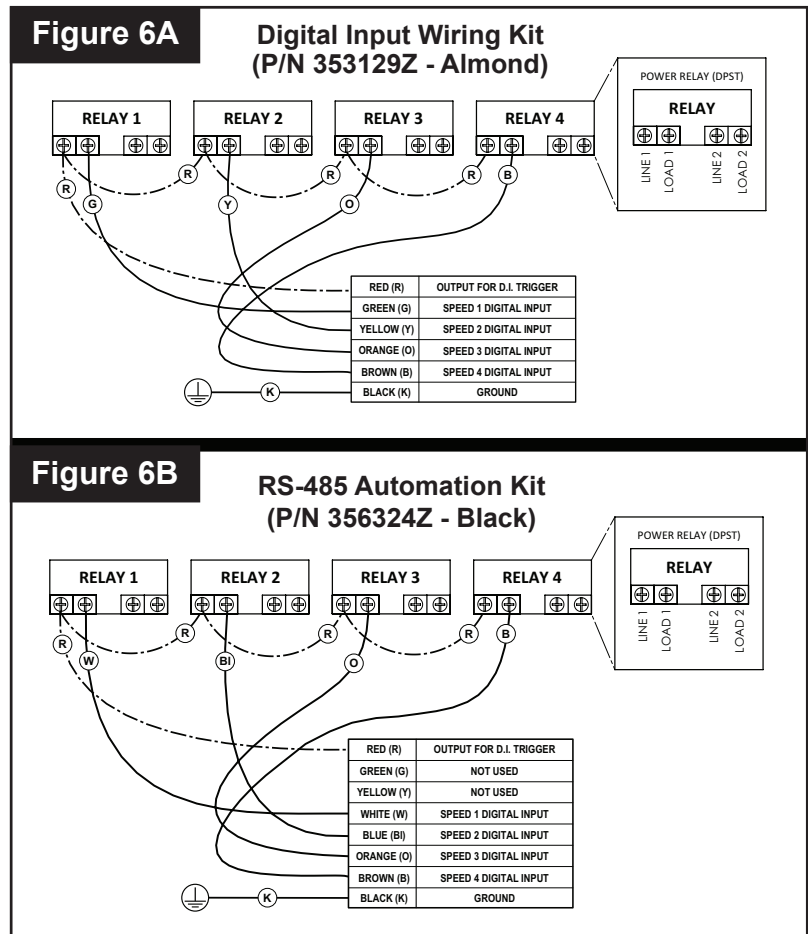 Figure 6A
Digital Input Wiring Kit
(P/N 353129Z - Almond)
POWER RELAY (DPST)
RELAY
LINE 1
LOAD 1
LINE 2
LOAD 2
RELAY 1
RELAY 2
RELAY 3
RELAY 4
R
R
R
R
G
Y
O
B
RED (R) OUTPUT FOR D.I. TRIGGER
GREEN (G) SPEED 1 DIGITAL INPUT
YELLOW (Y) SPEED 2 DIGITAL INPUT
ORANGE (O) SPEED 3 DIGITAL INPUT
BROWN (B) SPEED 4 DIGITAL INPUT
K
BLACK (K) GROUND
Figure 6B
RS-485 Automation Kit
(P/N 356324Z - Black)
POWER RELAY (DPST)
RELAY
LINE 1
LOAD 1
LINE 2
LOAD 2
RELAY 1
RELAY 2
RELAY 3
RELAY 4
R
R
R
R
W
Bl
O
B
RED (R) OUTPUT FOR D.I. TRIGGER
GREEN (G) NOT USED
YELLOW (Y) NOT USED
WHITE (W) SPEED 1 DIGITAL INPUT
BLUE (Bl) SPEED 2 DIGITAL INPUT
ORANGE (O) SPEED 3 DIGITAL INPUT
BROWN (B) SPEED 4 DIGITAL INPUT
K
BLACK (K) GROUND